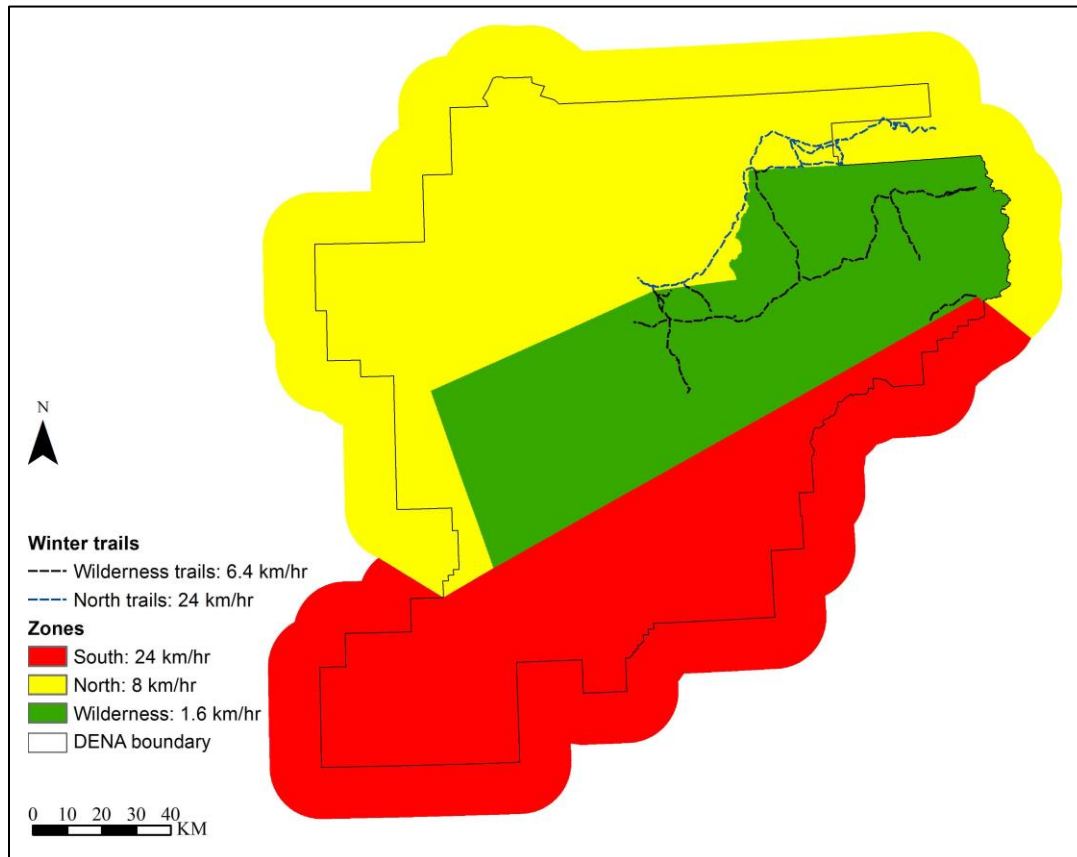 N
Winter trails
Wilderness trails: 6.4 km/hr
North trails: 24 km/hr
Zones
South: 24 km/hr
North: 8 km/hr
Wilderness: 1.6 km/hr
DENA boundary
0 10 20 30 40
KM